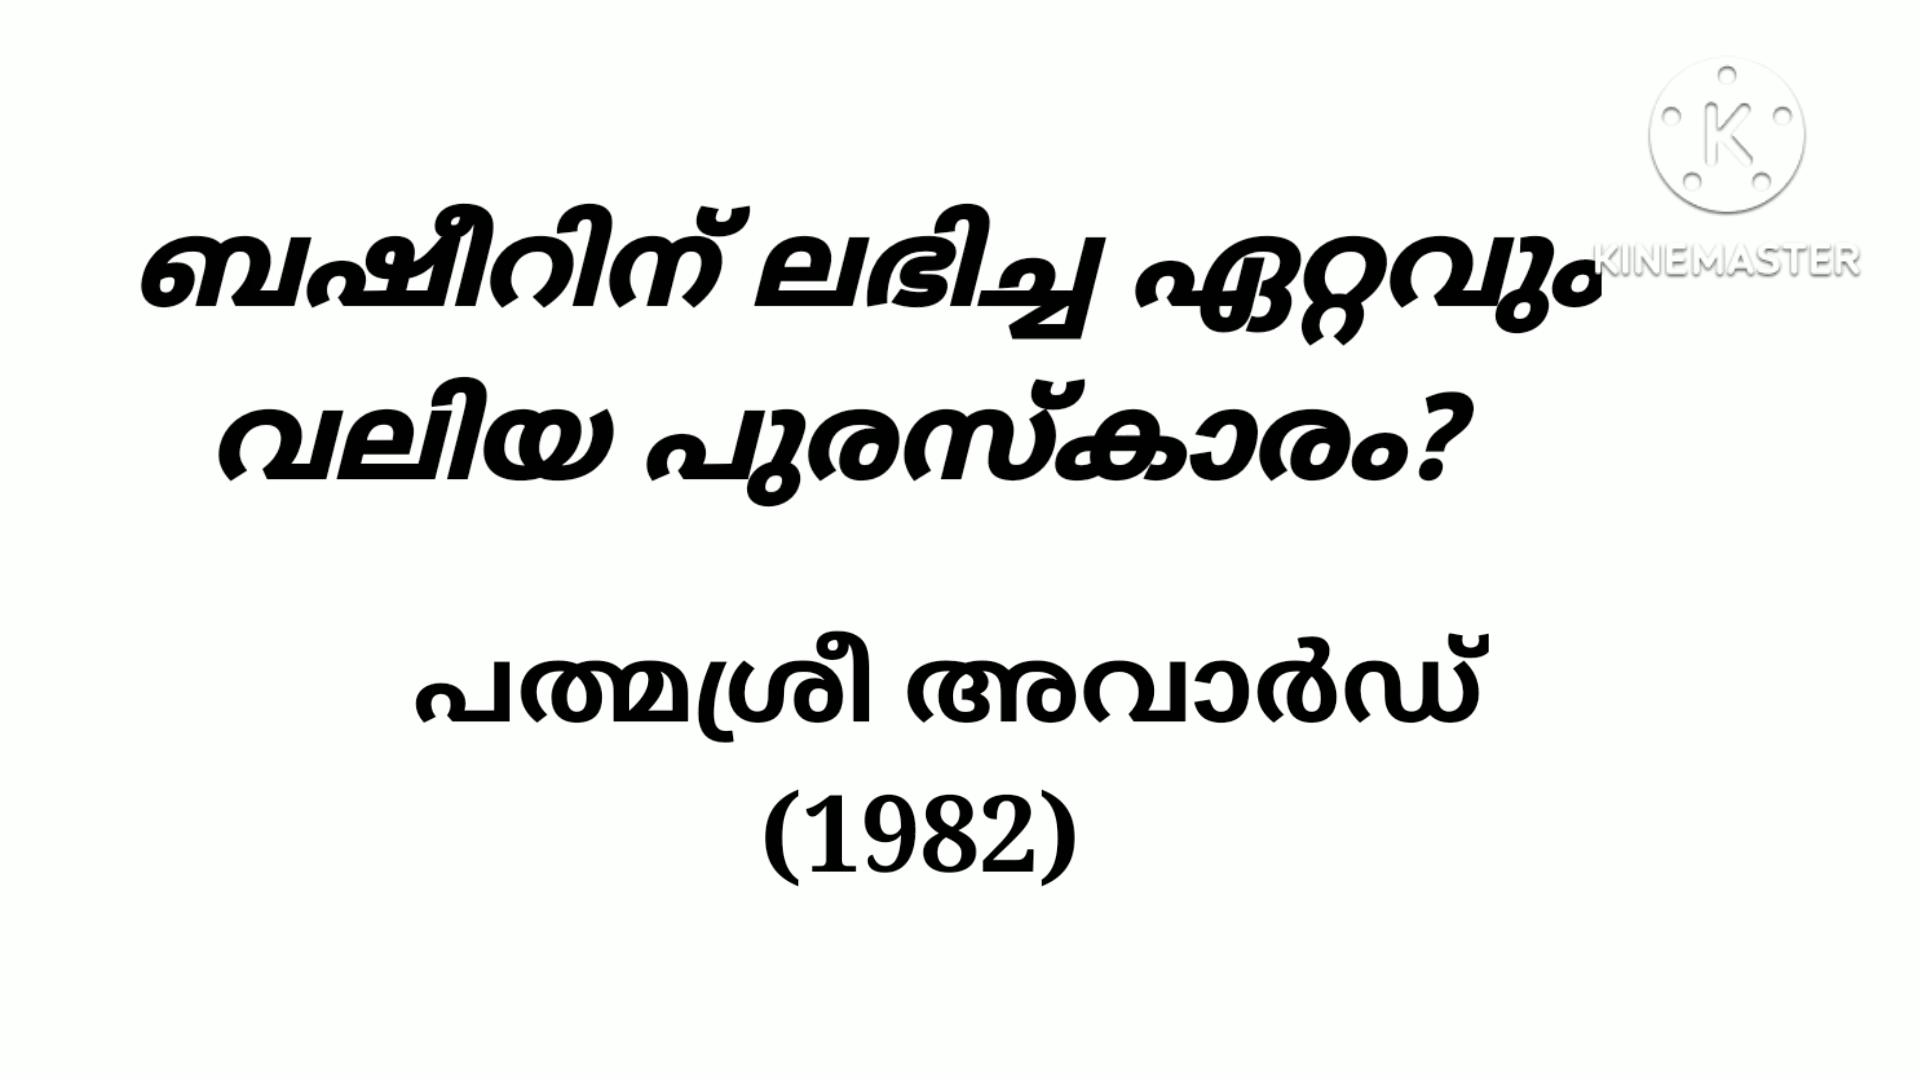 ബഷീറിന് ലഭിച്ച ഏറ്റവും
വലിയ പുരസ്കാരം?
പത്മശ്രീ അവാർഡ്
(1982)
K
KINEMASTER